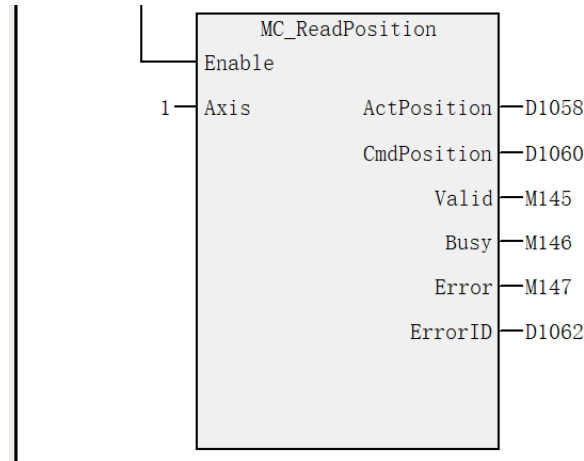 MC_ReadPosition
Enable
1 Axis ActPosition D1058
CmdPosition D1060
Valid M145
Busy M146
Error M147
ErrorID D1062